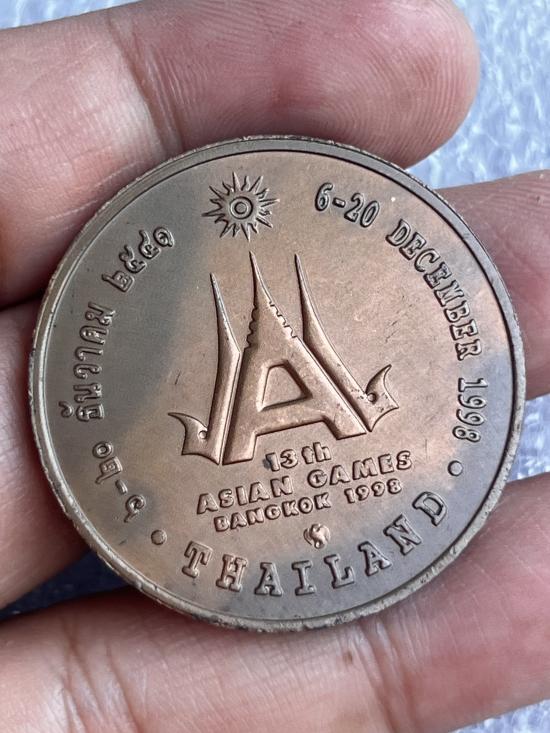 ๖-๒๐ ธันวาคม ๒๕๔๑
6-20 DECEMBER 1998
13th
ASIAN GAMES
BANGKOK 1998
• THAILAND •